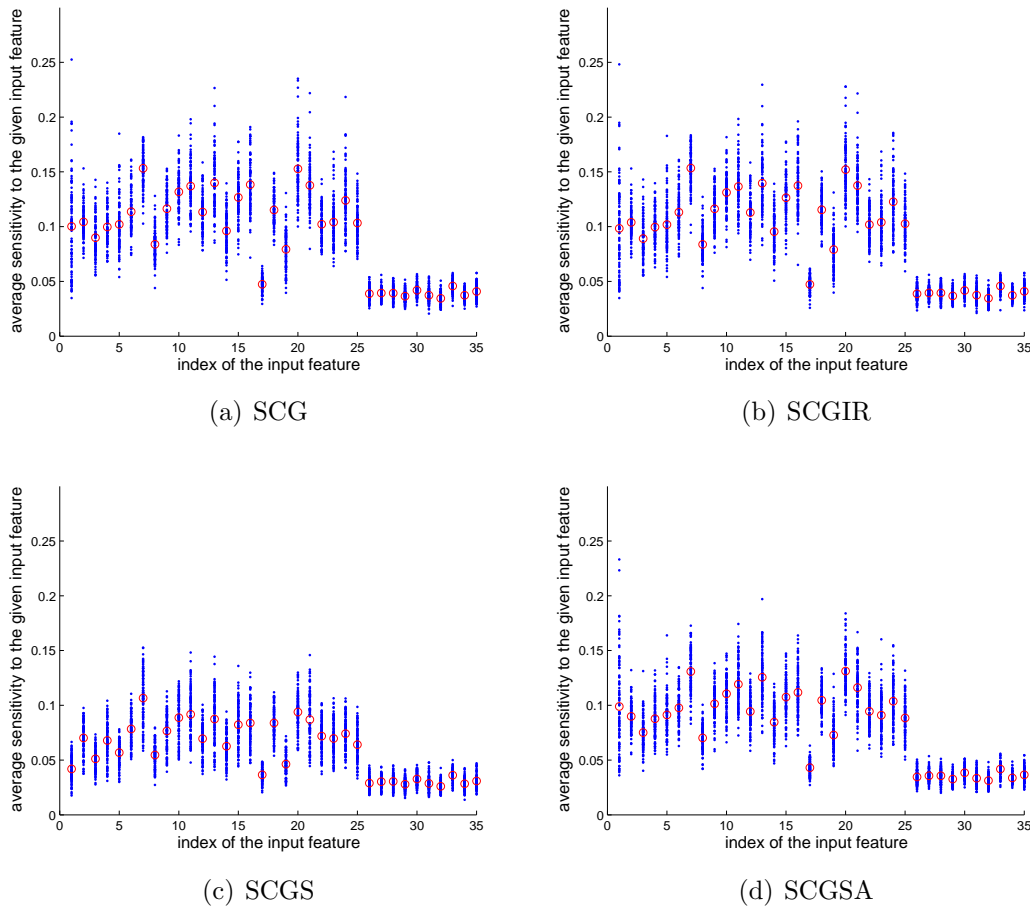 average sensitivity to the given input feature
0.25
0.2
0.15
0.1
0.05
0
0 5 10 15 20 25 30 35
index of the input feature
(a) SCG
average sensitivity to the given input feature
0.25
0.2
0.15
0.1
0.05
0
0 5 10 15 20 25 30 35
index of the input feature
(b) SCGIR
average sensitivity to the given input feature
0.25
0.2
0.15
0.1
0.05
0
0 5 10 15 20 25 30 35
index of the input feature
(c) SCGS
average sensitivity to the given input feature
0.25
0.2
0.15
0.1
0.05
0
0 5 10 15 20 25 30 35
index of the input feature
(d) SCGSA